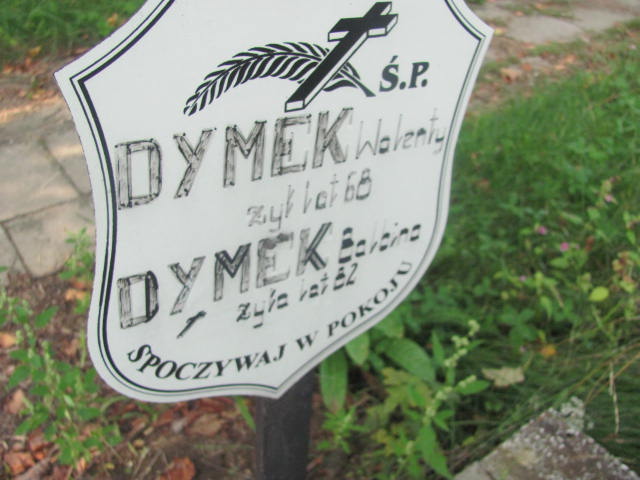 Ś.P.
DYMEK Walenty
żył lat 68
DYMEK Balbina
żyła lat 82
SPOCZYWAJ W POKOJU